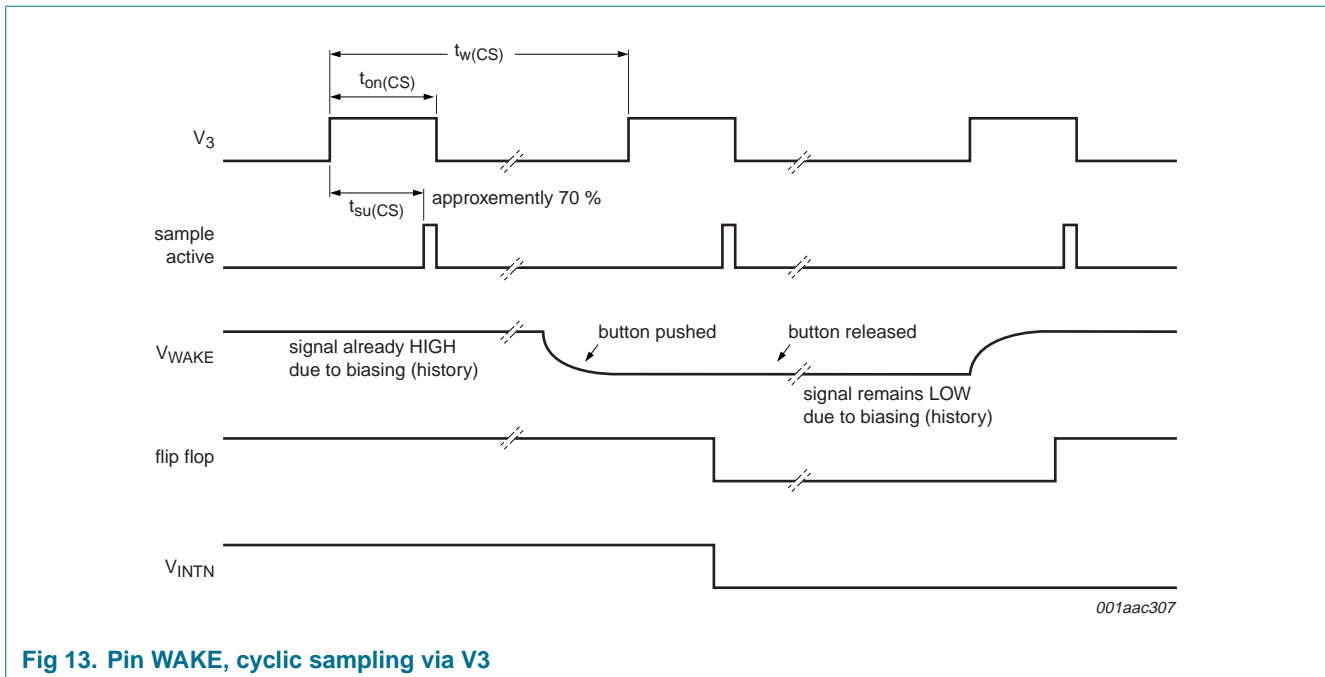 tw(CS)
ton(CS)
V3
tsu(CS)
approxemently 70 %
sample
active
button pushed
button released
VWAKE
signal already HIGH
due to biasing (history)
signal remains LOW
due to biasing (history)
flip flop
VINTN
001aac307
Fig 13. Pin WAKE, cyclic sampling via V3